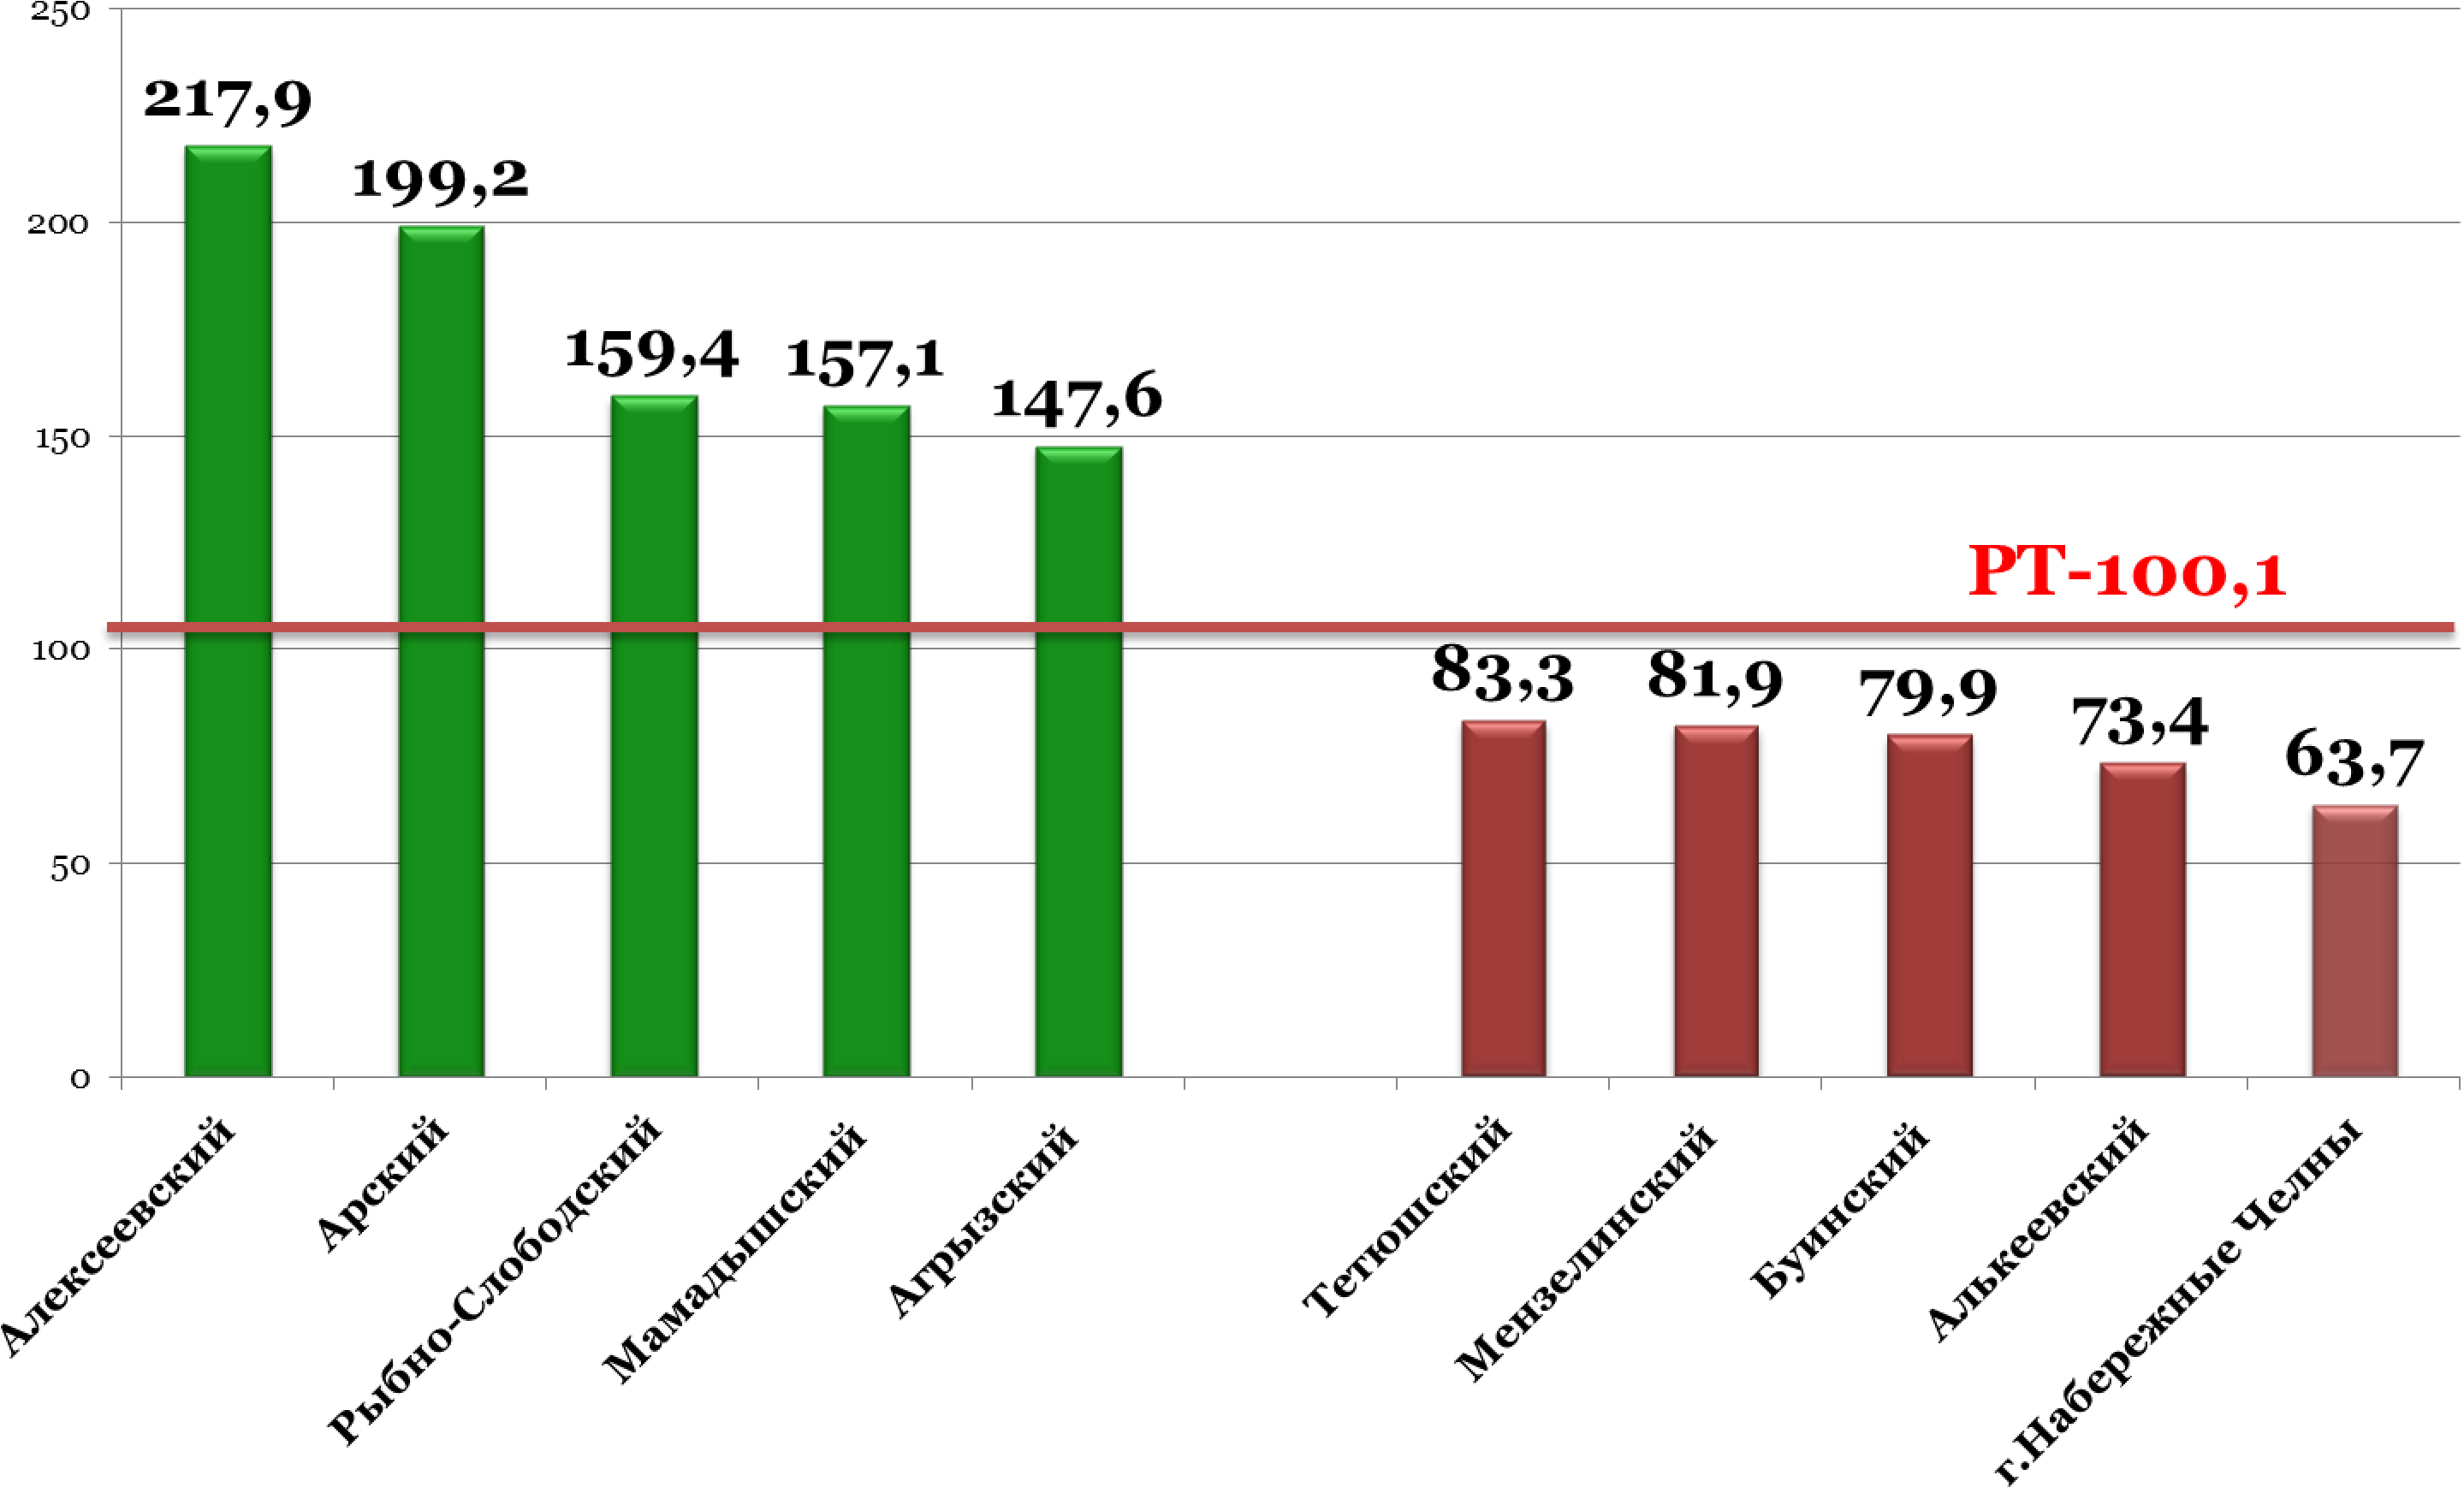 250
200
150
100
50
0
217,9
199,2
159,4
157,1
147,6
РТ-100,1
83,3
81,9
79,9
73,4
63,7
Алексеевский
Арский
Рыбно-Слободский
Мамадышский
Агрызский
Тетюшский
Мензелинский
Буинский
Алькеевский
г.Набережные Челны